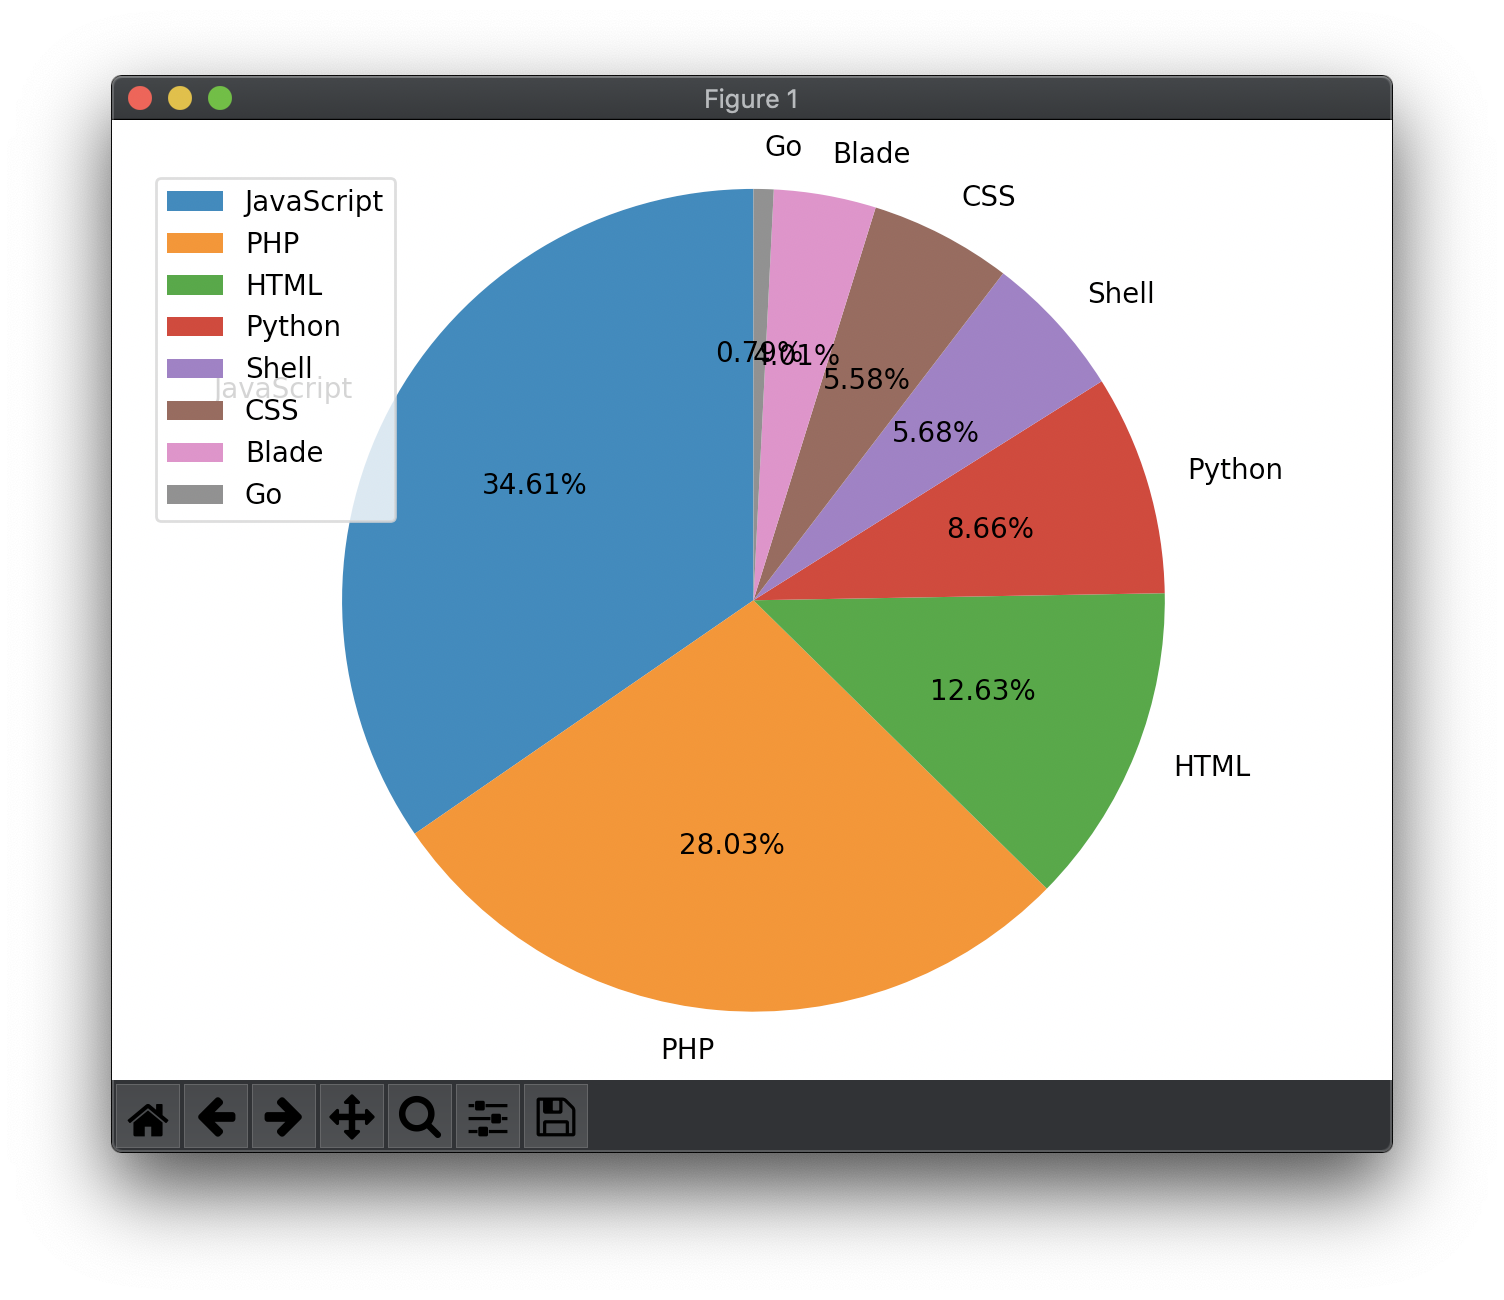 Figure 1
Go
Blade
CSS
Shell
Python
HTML
PHP
JavaScript
JavaScript
PHP
HTML
Python
Shell
CSS
Blade
Go
0.79%
4.01%
5.58%
5.68%
8.66%
12.63%
28.03%
34.61%